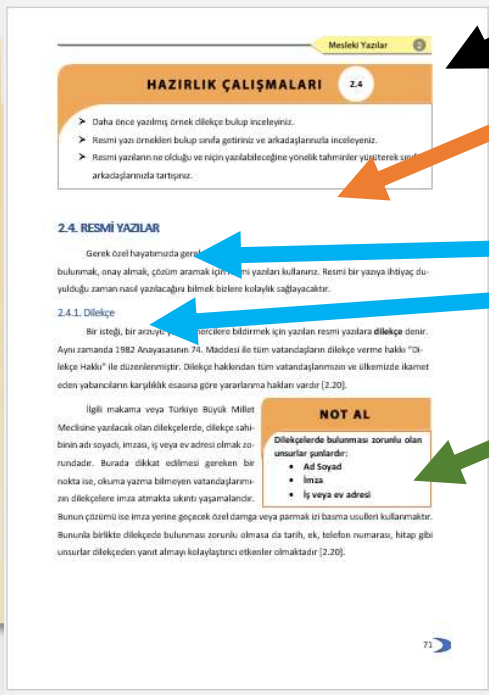 Mesleki Yazılar 2
HAZIRLIK ÇALIŞMALARI 2.4
➤ Daha önce yazılmış örnek dilekçe bulup inceleyiniz.
➤ Resmi yazı örnekleri bulup sınıfa getiriniz ve arkadaşlarınızla inceleyeniz.
➤ Resmi yazıların ne olduğu ve niçin yazılabileceğine yönelik tahminler yürüterek
arkadaşlarınızla tartışınız.
2.4. RESMİ YAZILAR
Gerek özel hayatımızda
bulunmak, onay almak, çözüm aramak için yazıları kullanırız. Resmi bir yazıya ihtiyaç du-
yulduğu zaman nasıl yazılacağını bilmek bizlere kolaylık sağlayacaktır.
2.4.1. Dilekçe
Bir isteği, bir arzuyu mercilere bildirmek için yazılan resmi yazılara dilekçe denir.
Aynı zamanda 1982 Anayasasının 74. Maddesi ile tüm vatandaşların dilekçe verme hakkı "Di-
lekçe Hakkı" ile düzenlenmiştir. Dilekçe hakkından tüm vatandaşlarımızın ve ülkemizde ikamet
eden yabancıların karşılıklık esasına göre yararlanma hakları vardır [2.20].
İlgili makama veya Türkiye Büyük Millet
Meclisine yazılacak olan dilekçelerde, dilekçe sahi-
binin adı soyadı, imzası, iş veya ev adresi olmak zo-
rundadır. Burada dikkat edilmesi gereken bir
nokta ise, okuma yazma bilmeyen vatandaşlarımı-
zın dilekçelere imza atmakta sıkıntı yaşamalarıdır.
NOT AL
Dilekçelerde bulunması zorunlu olan
unsurlar şunlardır;
• Ad Soyad
• İmza
• İş veya ev adresi
Bunun çözümü ise imza yerine geçecek özel damga veya parmak izi basma usulleri kullanmaktır.
Bununla birlikte dilekçede bulunması zorunlu olmasa da tarih, ek, telefon numarası, hitap gibi
unsurlar dilekçeden yanıt almayı kolaylaştırıcı etkenler olmaktadır [2.20].
71